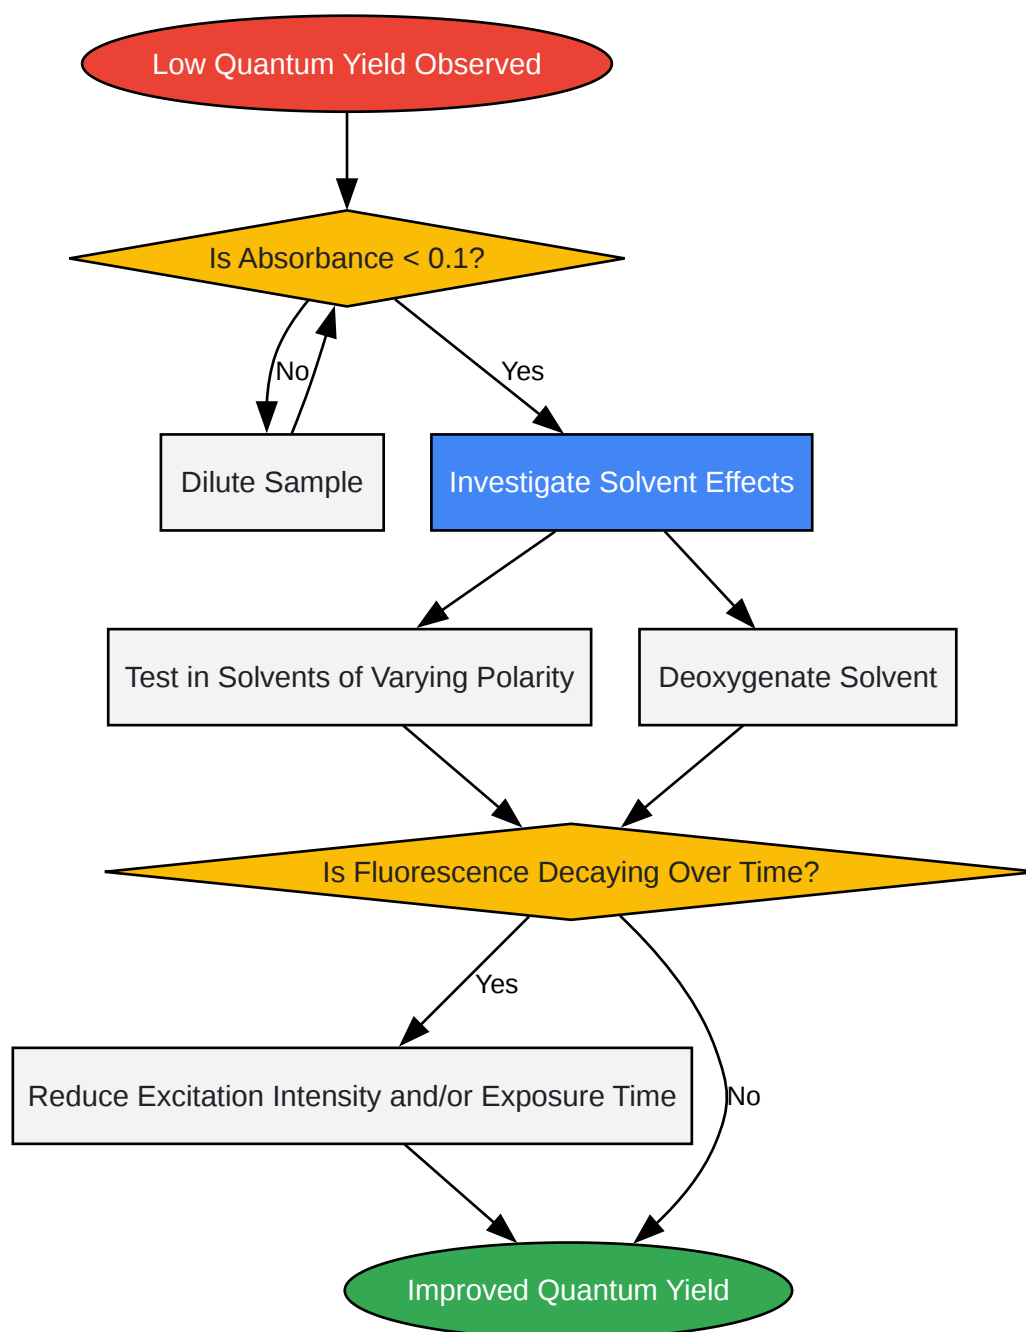 Low Quantum Yield Observed
Is Absorbance < 0.1?
No
Yes
Dilute Sample
Investigate Solvent Effects
Test in Solvents of Varying Polarity
Deoxygenate Solvent
Is Fluorescence Decaying Over Time?
Yes
Reduce Excitation Intensity and/or Exposure Time
No
Improved Quantum Yield